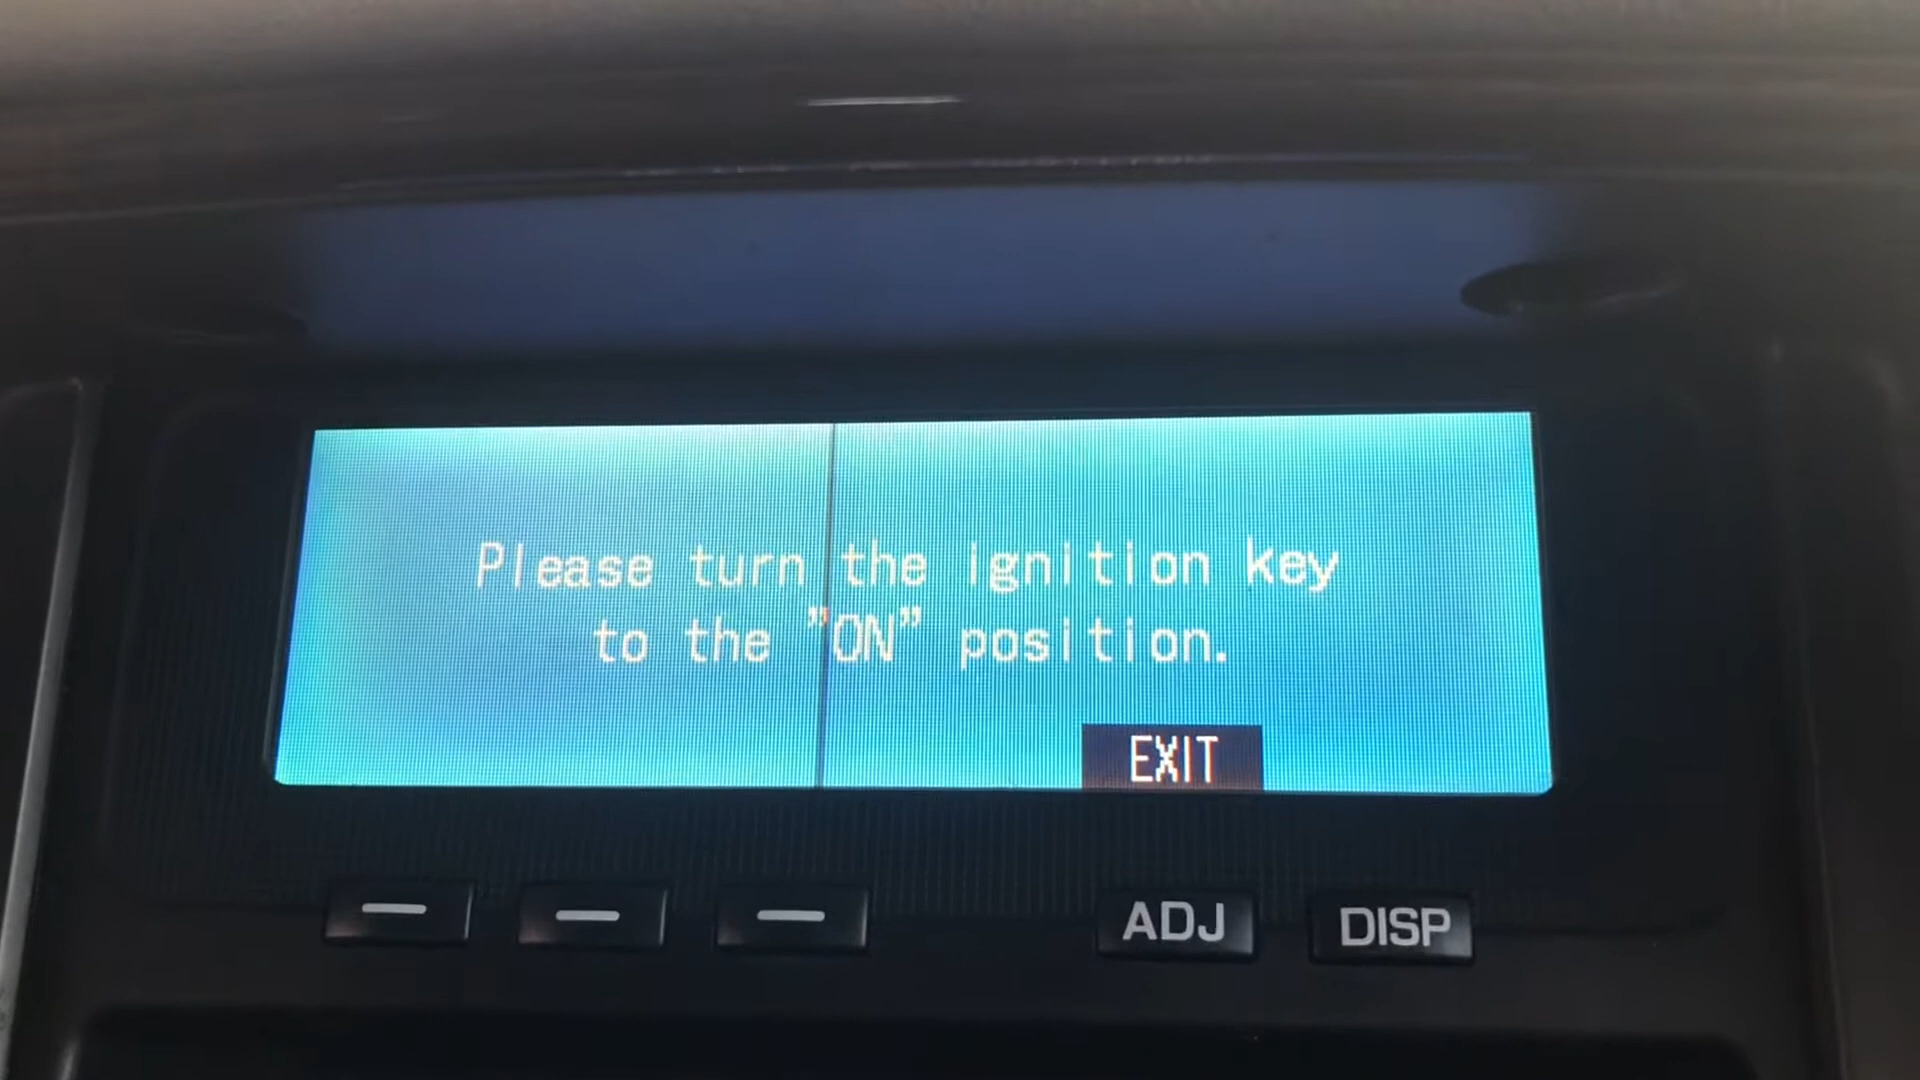 Please turn the ignition key
to the "ON" position.
EXIT
ADJ DISP